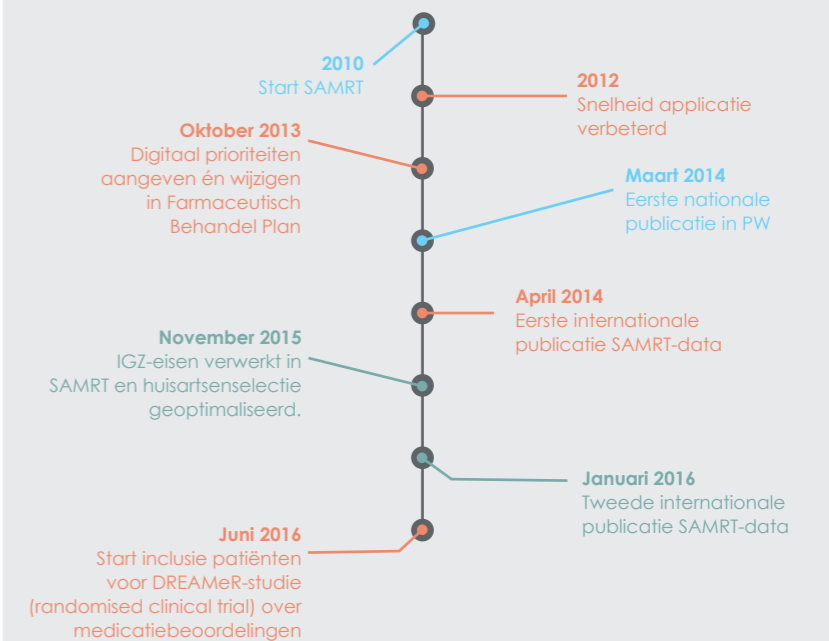 2010
Start SAMRT
2012
Snelheid applicatie
verbeterd
Oktober 2013
Digitaal prioriteiten
aangeven én wijzigen
in Farmaceutisch
Behandel Plan
Maart 2014
Eerste nationale
publicatie in PW
April 2014
Eerste internationale
publicatie SAMRT-data
November 2015
IGZ-eisen verwerkt in
SAMRT en huisartsenselectie
geoptimaliseerd.
Januari 2016
Tweede internationale
publicatie SAMRT-data
Juni 2016
Start inclusie patiënten
voor DREAMeR-studie
(randomised clinical trial) over
medicatiebeoordelingen